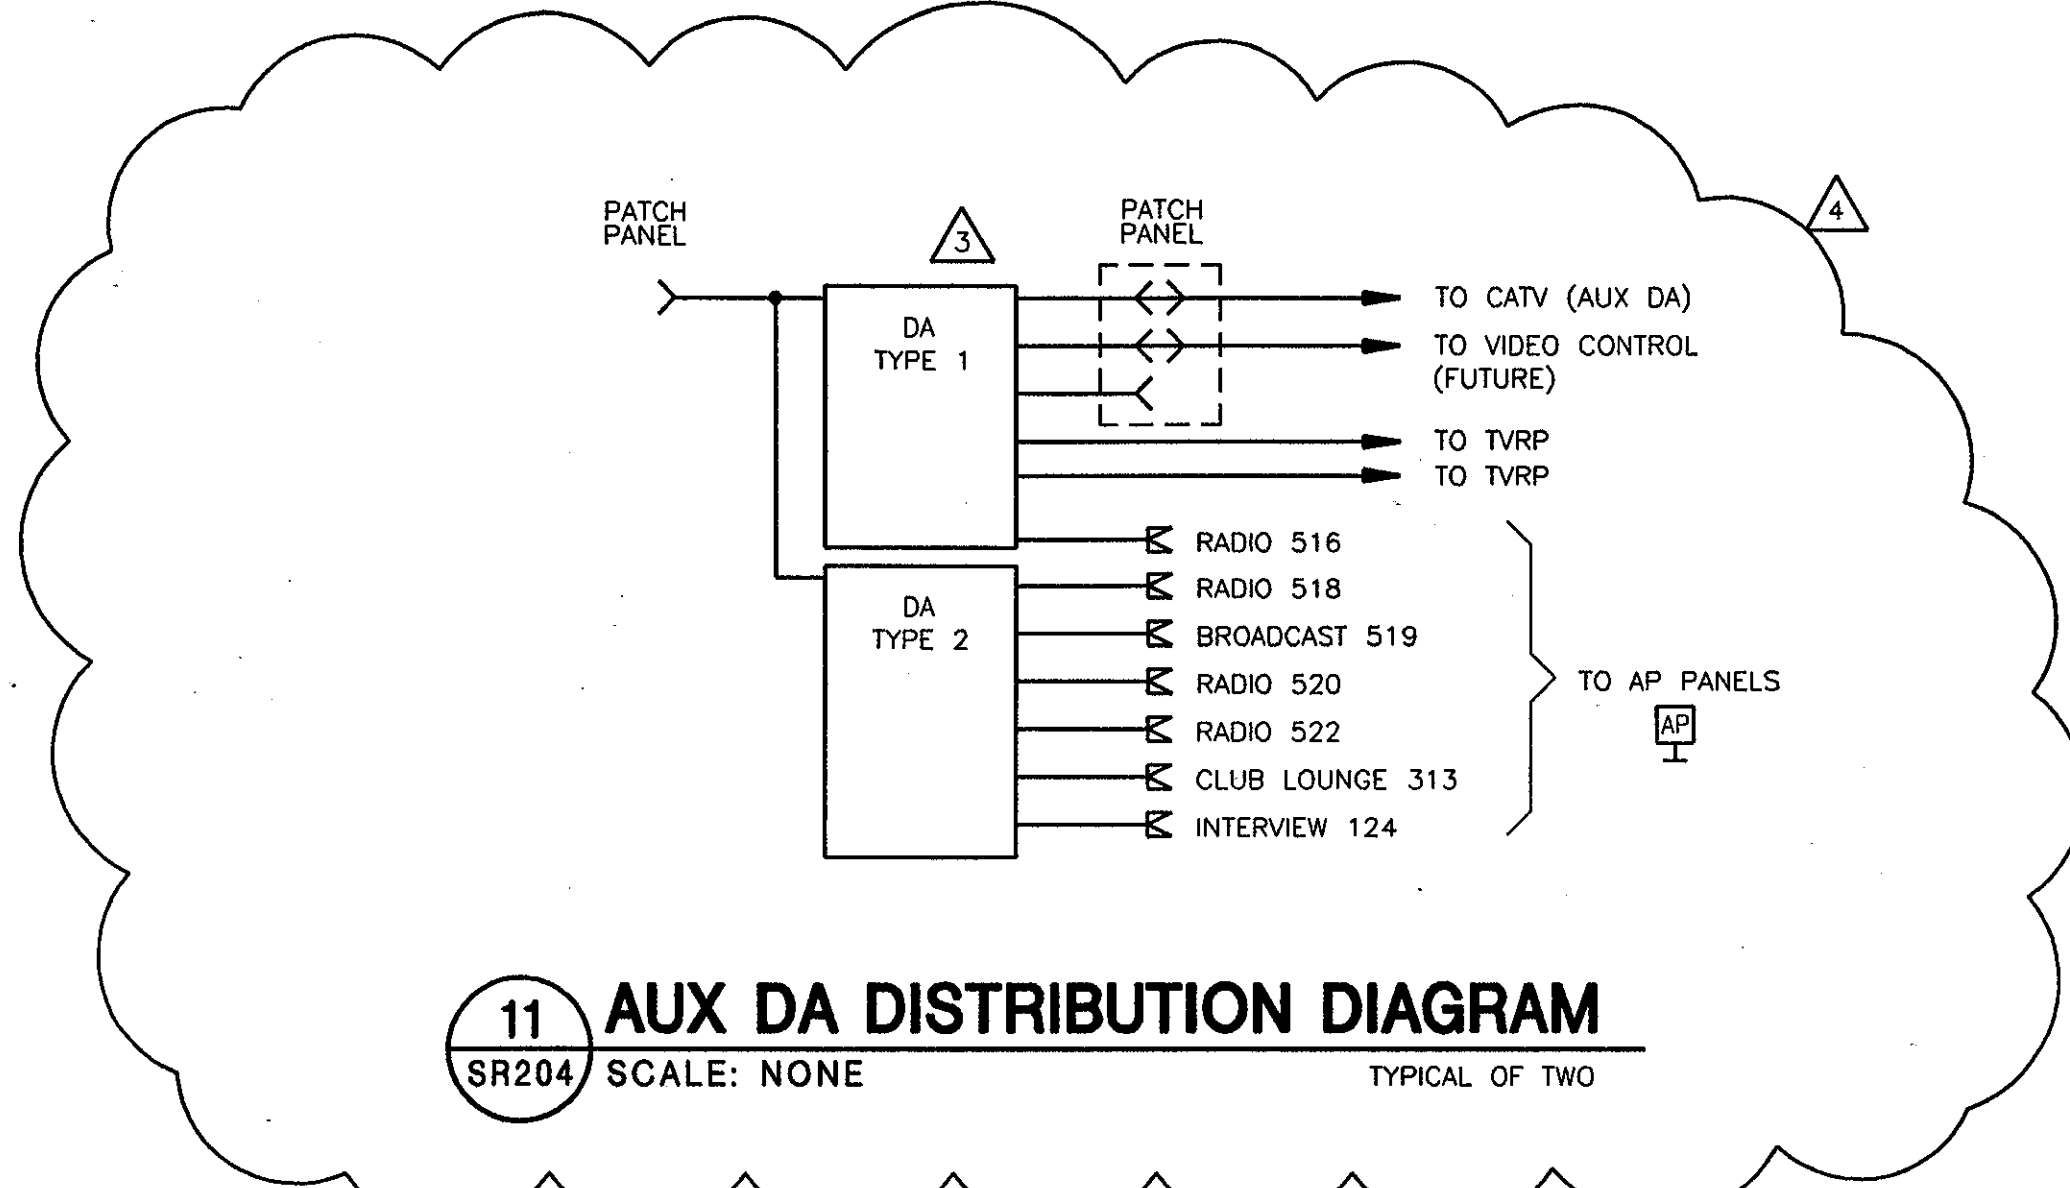 PATCH
PANEL
3
PATCH
PANEL
4
DA
TYPE 1
TO CATV (AUX DA)
TO VIDEO CONTROL
(FUTURE)
TO TVRP
TO TVRP
RADIO 516
DA
TYPE 2
RADIO 518
BROADCAST 519
RADIO 520
RADIO 522
CLUB LOUNGE 313
INTERVIEW 124
TO AP PANELS
AP
11
SR204
AUX DA DISTRIBUTION DIAGRAM
SCALE: NONE
TYPICAL OF TWO